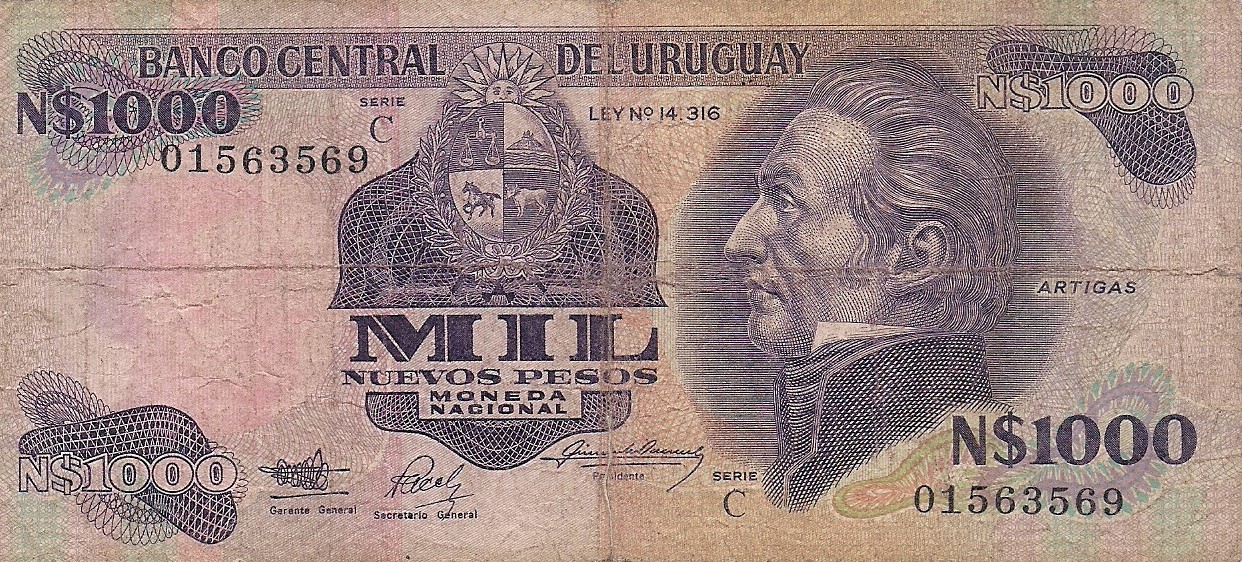 BANCO CENTRAL DEL URUGUAY
N$1000
N$1000
SERIE
C
LEY Nº 14.316
01563569
ARTIGAS
MIL
NUEVOS PESOS
MONEDA
NACIONAL
N$1000
N$1000
Gerente General
Secretario General
Presidente
SERIE
C
01563569